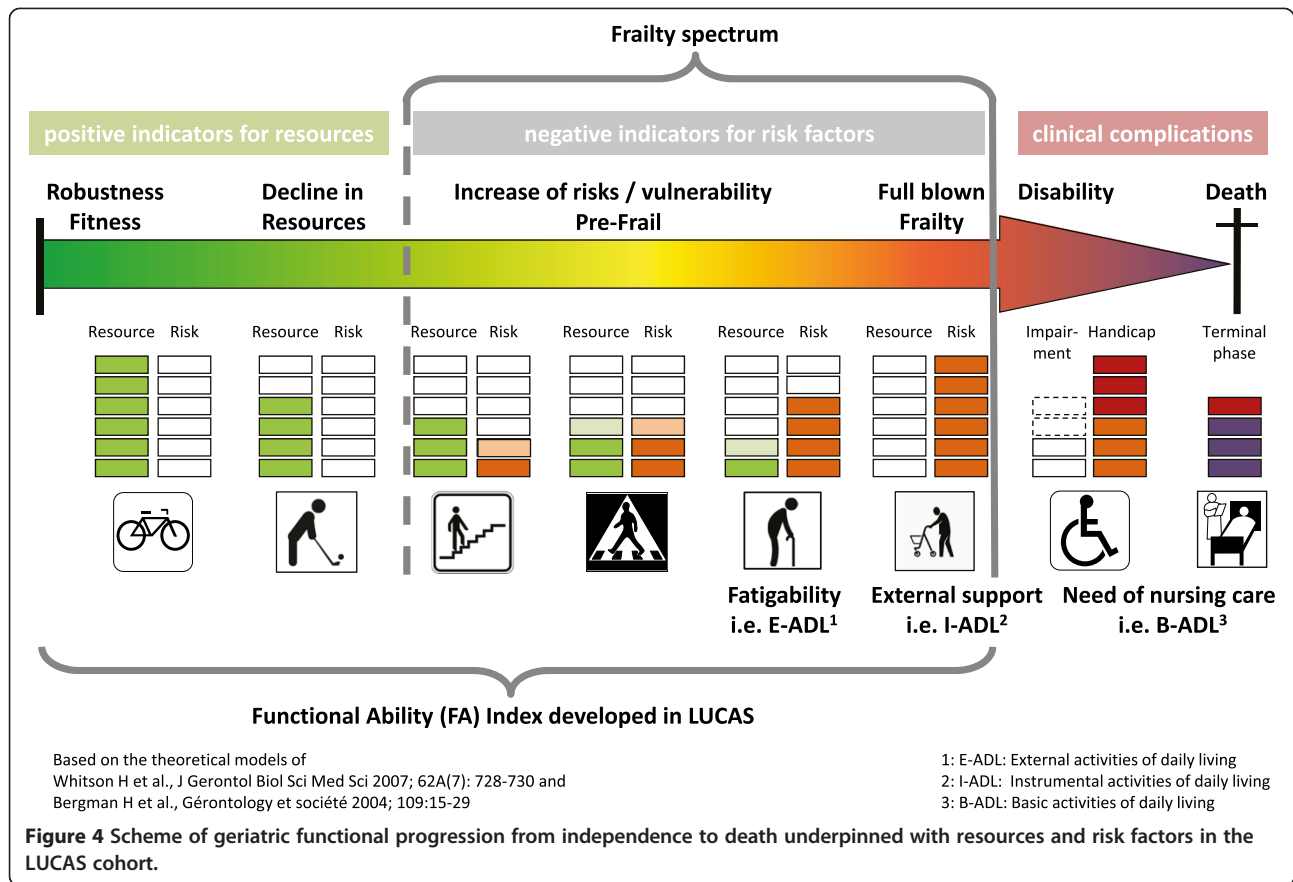 Frailty spectrum
positive indicators for resources
negative indicators for risk factors
clinical complications
Robustness
Fitness
Decline in
Resources
Increase of risks / vulnerability
Pre-Frail
Full blown
Frailty
Disability
Death
Resource Risk
Resource Risk
Resource Risk
Resource Risk
Resource Risk
Resource Risk
Impair-
ment
Handicap
Terminal
phase
Fatigability
i.e. E-ADL¹
External support
i.e. I-ADL²
Need of nursing care
i.e. B-ADL³
Functional Ability (FA) Index developed in LUCAS
Based on the theoretical models of
Whitson H et al., J Gerontol Biol Sci Med Sci 2007; 62A(7): 728-730 and
Bergman H et al., Gérontology et société 2004; 109:15-29
1: E-ADL: External activities of daily living
2: I-ADL: Instrumental activities of daily living
3: B-ADL: Basic activities of daily living
Figure 4 Scheme of geriatric functional progression from independence to death underpinned with resources and risk factors in the
LUCAS cohort.